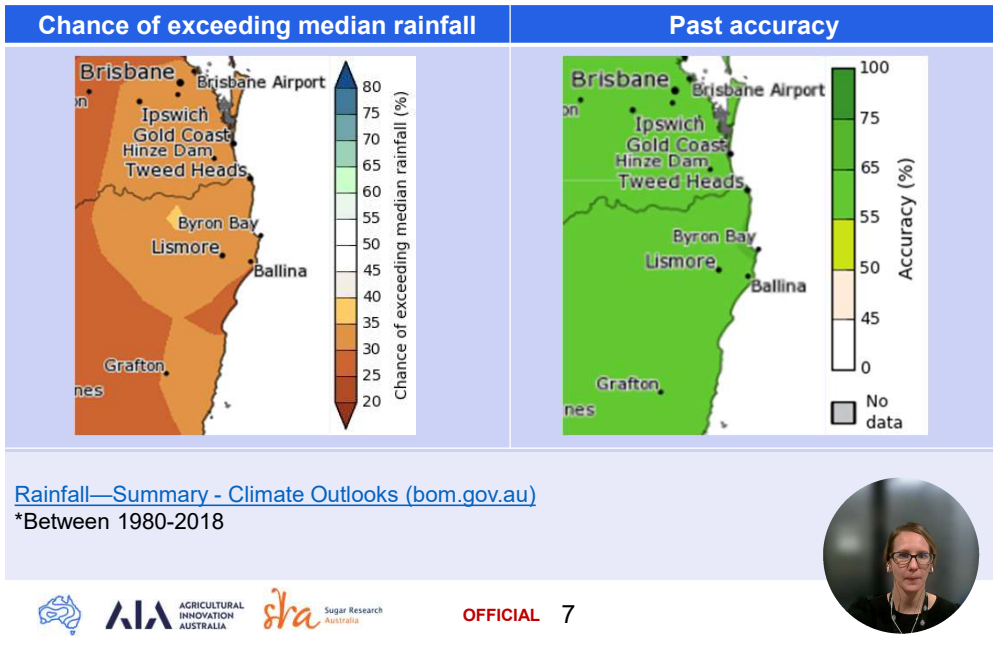 Chance of exceeding median rainfall
Past accuracy
Brisbane
Brisbane Airport
on
Ipswich
Gold Coast
Hinze Dam
Tweed Heads
Byron Bay
Lismore
Ballina
Grafton
nes
80
75
70
65
60
55
50
45
40
35
30
25
20
Chance of exceeding median rainfall (%)
Brisbane
Brisbane Airport
on
Ipswich
Gold Coast
Hinze Dam
Tweed Heads
Byron Bay
Lismore
Ballina
Grafton
nes
100
75
65
55
50
45
0
Accuracy (%)
No
data
Rainfall—Summary - Climate Outlooks (bom.gov.au)
*Between 1980-2018
AIA
AGRICULTURAL
INNOVATION
AUSTRALIA
sra
Sugar Research
Australia
OFFICIAL
7